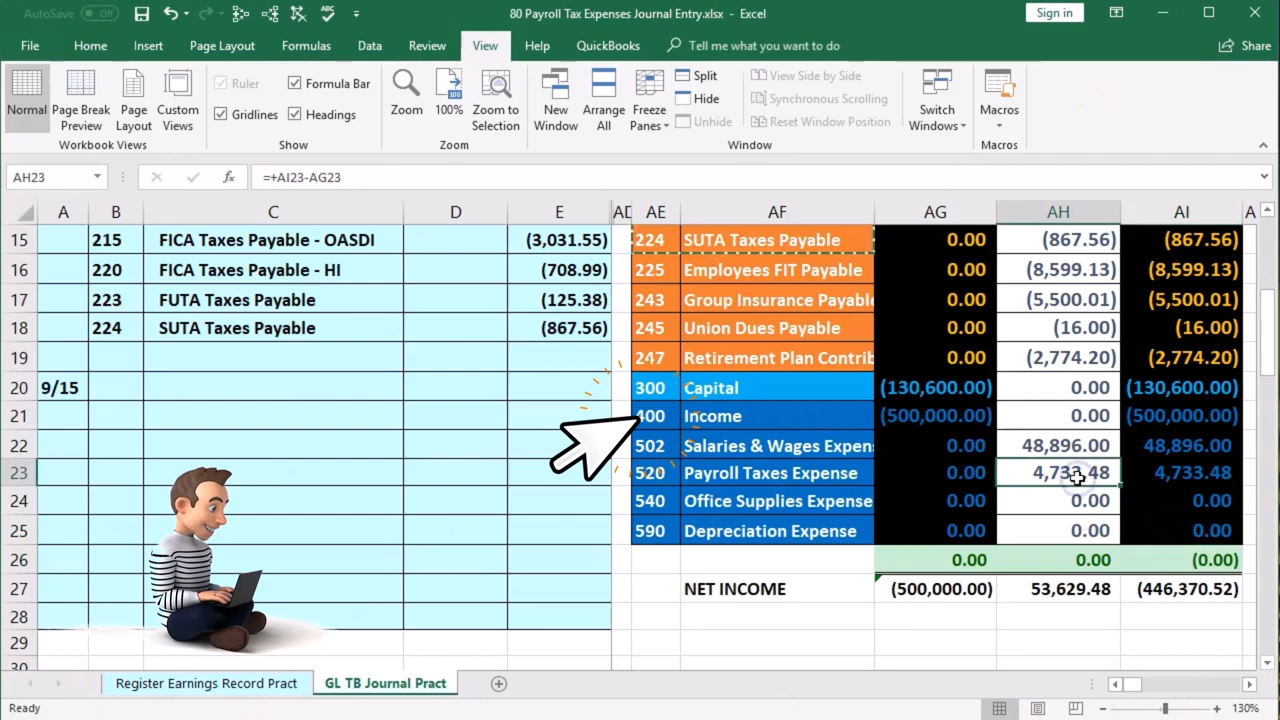 AutoSave Off 80 Payroll Tax Expenses Journal Entry.xlsx - Excel Sign in
File Home Insert Page Layout Formulas Data Review View Help QuickBooks Tell me what you want to do Share
Normal Page Break Preview Page Layout Custom Views
Workbook Views
Ruler Formula Bar
Gridlines Headings
Show
Zoom 100% Zoom to Selection
Zoom
New Window Arrange All Freeze Panes
Split
Hide
Unhide
View Side by Side
Synchronous Scrolling
Reset Window Position
Switch Windows
Window
Macros
Macros
AH23 fx =+AI23-AG23
A B C D E AD AE AF AG AH AI A
15 215 FICA Taxes Payable - OASDI (3,031.55) 224 SUTA Taxes Payable 0.00 (867.56) (867.56)
16 220 FICA Taxes Payable - HI (708.99) 225 Employees FIT Payable 0.00 (8,599.13) (8,599.13)
17 223 FUTA Taxes Payable (125.38) 243 Group Insurance Payabl 0.00 (5,500.01) (5,500.01)
18 224 SUTA Taxes Payable (867.56) 245 Union Dues Payable 0.00 (16.00) (16.00)
19 247 Retirement Plan Contrib 0.00 (2,774.20) (2,774.20)
20 9/15 300 Capital (130,600.00) 0.00 (130,600.00)
21 400 Income (500,000.00) 0.00 (500,000.00)
22 502 Salaries & Wages Expen 0.00 48,896.00 48,896.00
23 520 Payroll Taxes Expense 0.00 4,733.48 4,733.48
24 540 Office Supplies Expense 0.00 0.00 0.00
25 590 Depreciation Expense 0.00 0.00 0.00
26 0.00 0.00 (0.00)
27 NET INCOME (500,000.00) 53,629.48 (446,370.52)
28
29
30
Register Earnings Record Pract GL TB Journal Pract
Ready 130%